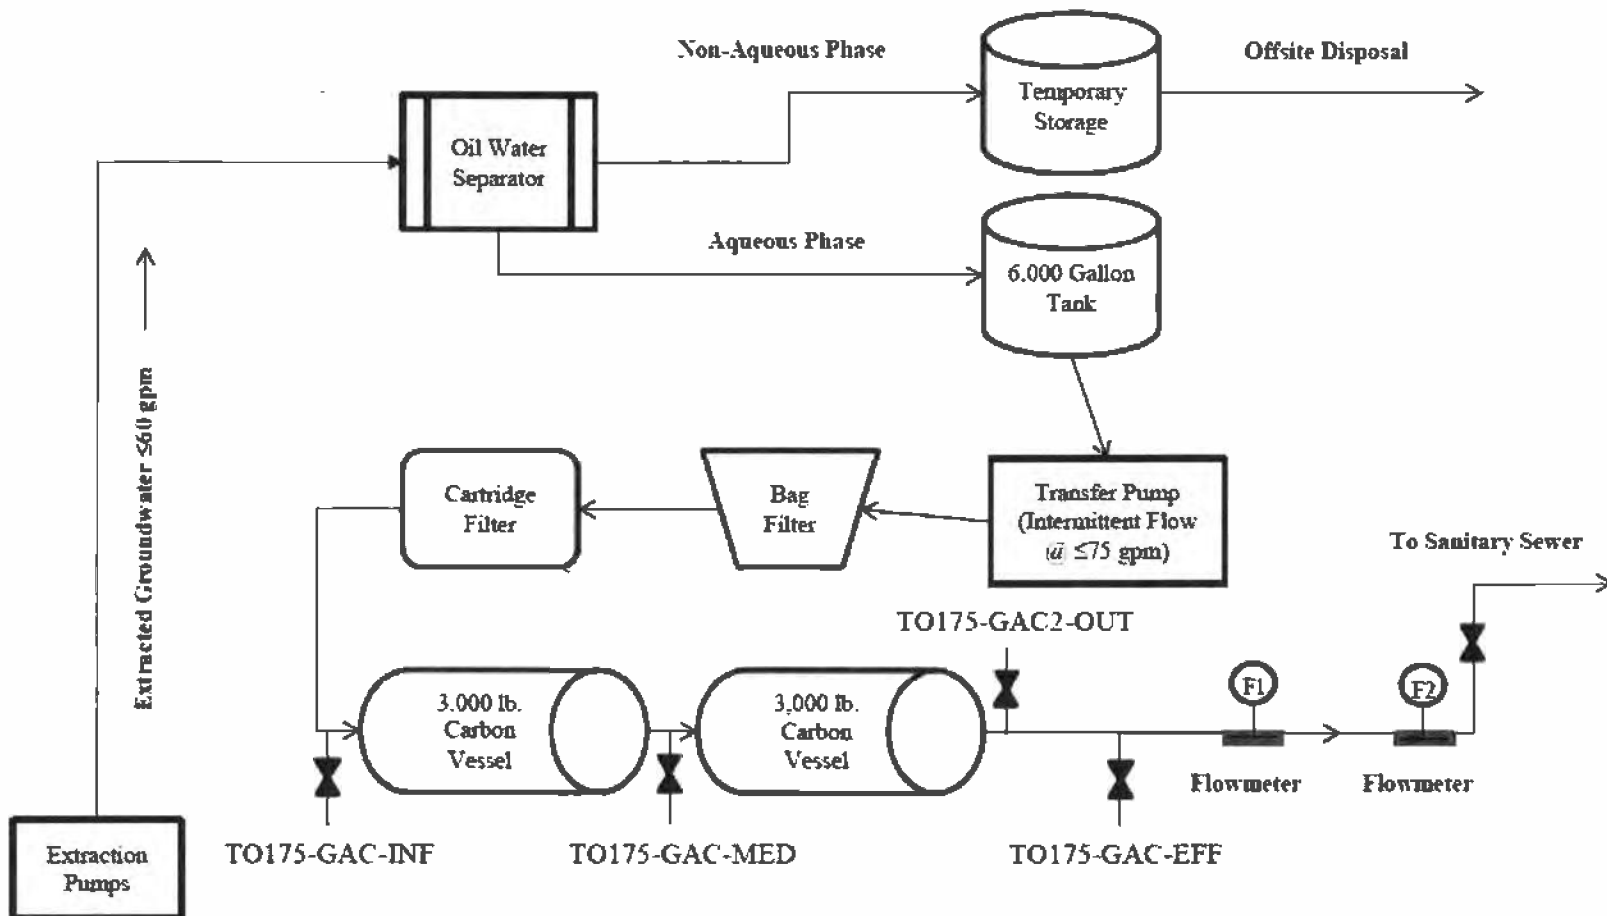 Non-Aqueous Phase
Offsite Disposal
Temporary
Storage
Oil Water
Separator
Aqueous Phase
6.000 Gallon
Tank
Extracted Groundwater ≤60 gpm
Cartridge
Filter
Bag
Filter
Transfer Pump
(Intermittent Flow
@ ≤75 gpm)
To Sanitary Sewer
TO175-GAC2-OUT
3.000 lb.
Carbon
Vessel
3,000 lb.
Carbon
Vessel
F1
F2
Flowmeter
Flowmeter
TO175-GAC-INF
TO175-GAC-MED
TO175-GAC-EFF
Extraction
Pumps